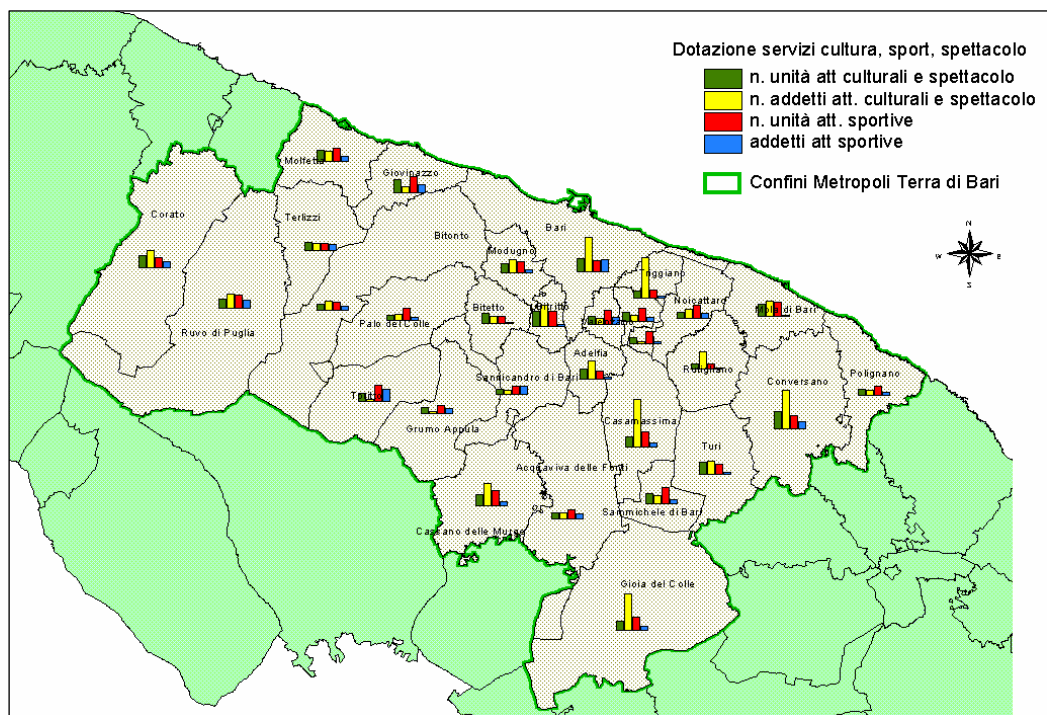 Dotazione servizi cultura, sport, spettacolo
n. unità att culturali e spettacolo
n. addetti att. culturali e spettacolo
n. unità att. sportive
addetti att sportive
Confini Metropoli Terra di Bari
N
W E
S
Molfetta
Giovinazzo
Corato
Terlizzi
Bitonto
Bari
Modugno
Ruvo di Puglia
Palo del Colle
Bitetto
Bitritto
Noicattaro
Mola di Bari
Adelfia
Rutigliano
Polignano
Conversano
Sannicandro di Bari
Toritto
Grumo Appula
Casamassima
Turi
Acquaviva delle Fonti
Sammichele di Bari
Cassano delle Murge
Gioia del Colle